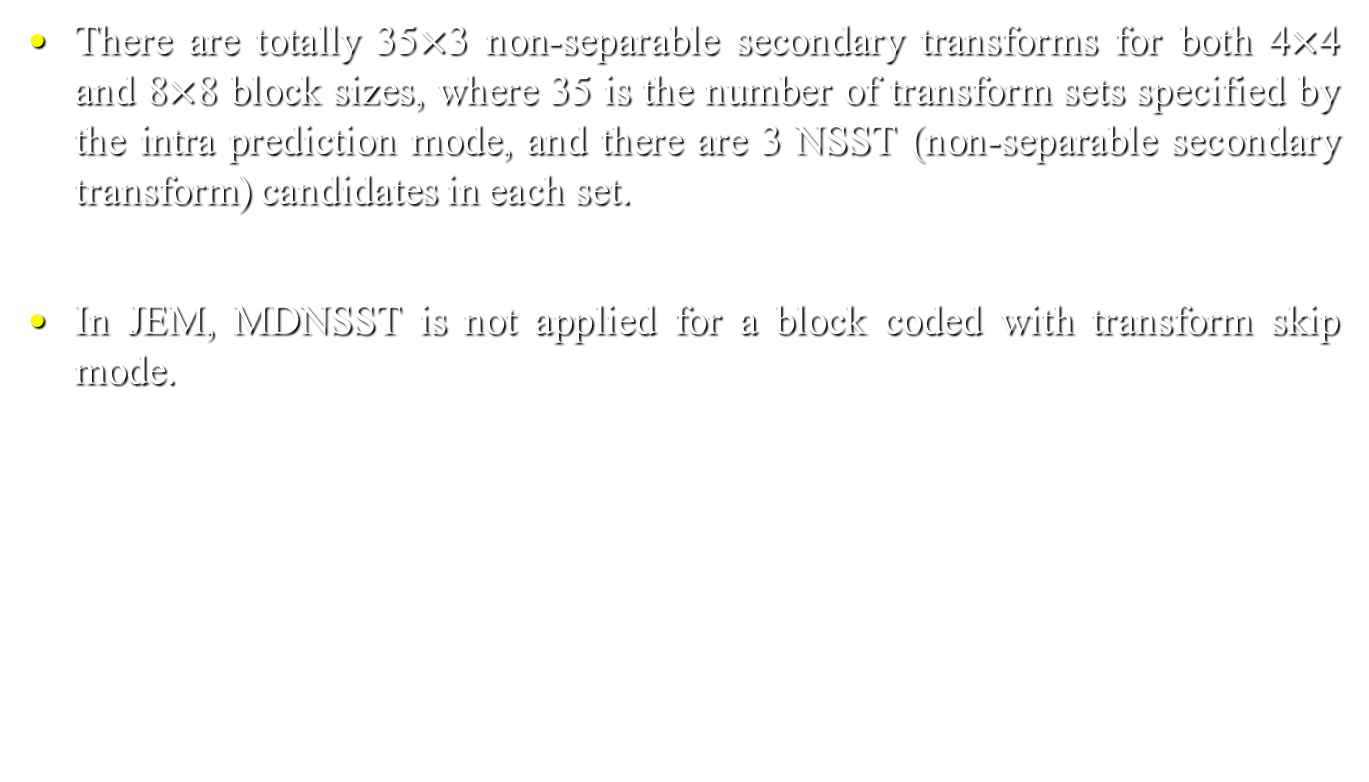 • There are totally 35×3 non-separable secondary transforms for both 4×4
and 8×8 block sizes, where 35 is the number of transform sets specified by
the intra prediction mode, and there are 3 NSST (non-separable secondary
transform) candidates in each set.
• In JEM, MDNSST is not applied for a block coded with transform skip
mode.